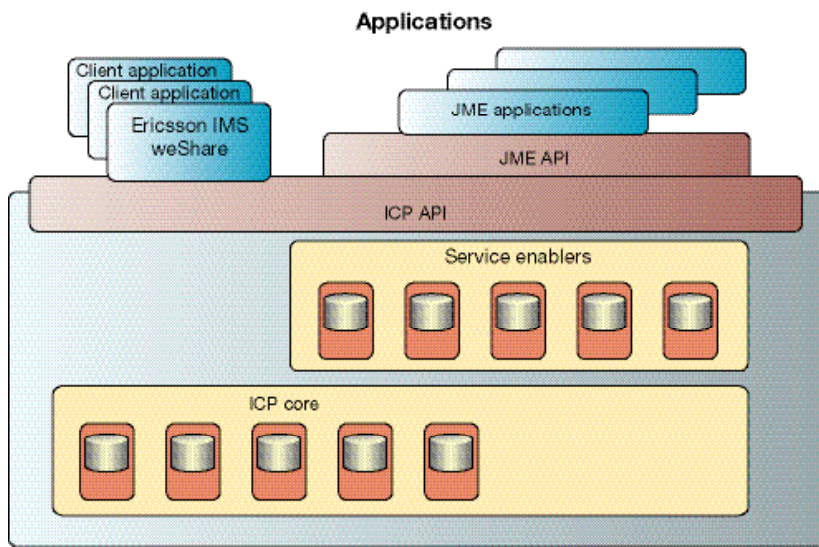 Applications
Client application
Client application
Ericsson IMS
weShare
JME applications
JME API
ICP API
Service enablers
ICP core